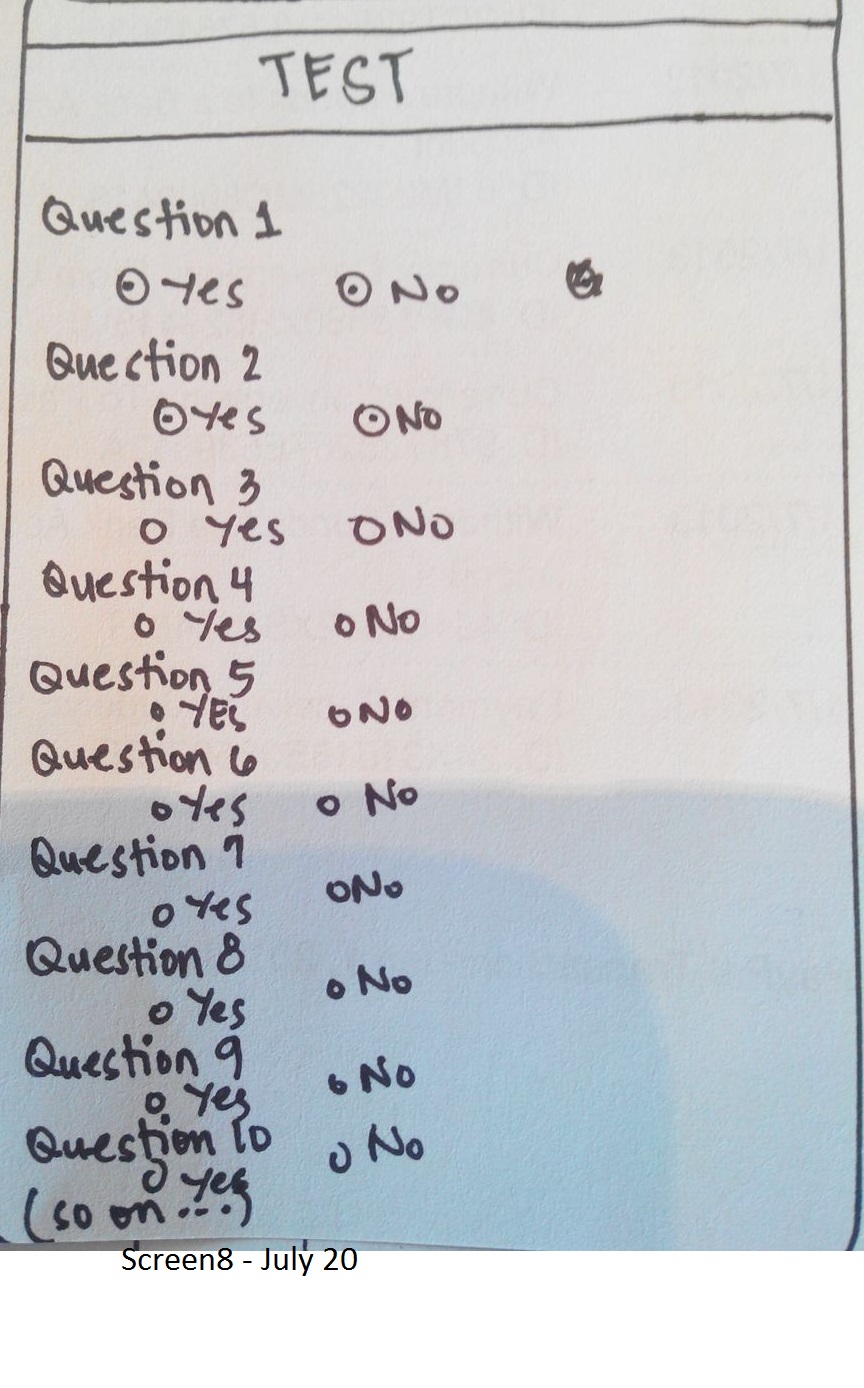 TEST
Question 1
Yes No
Question 2
Yes No
Question 3
Yes No
Question 4
Yes No
Question 5
YES No
Question 6
Yes No
Question 7
Yes No
Question 8
Yes No
Question 9
Yes No
Question 10
Yes No
(so on ...)
Screen8 - July 20